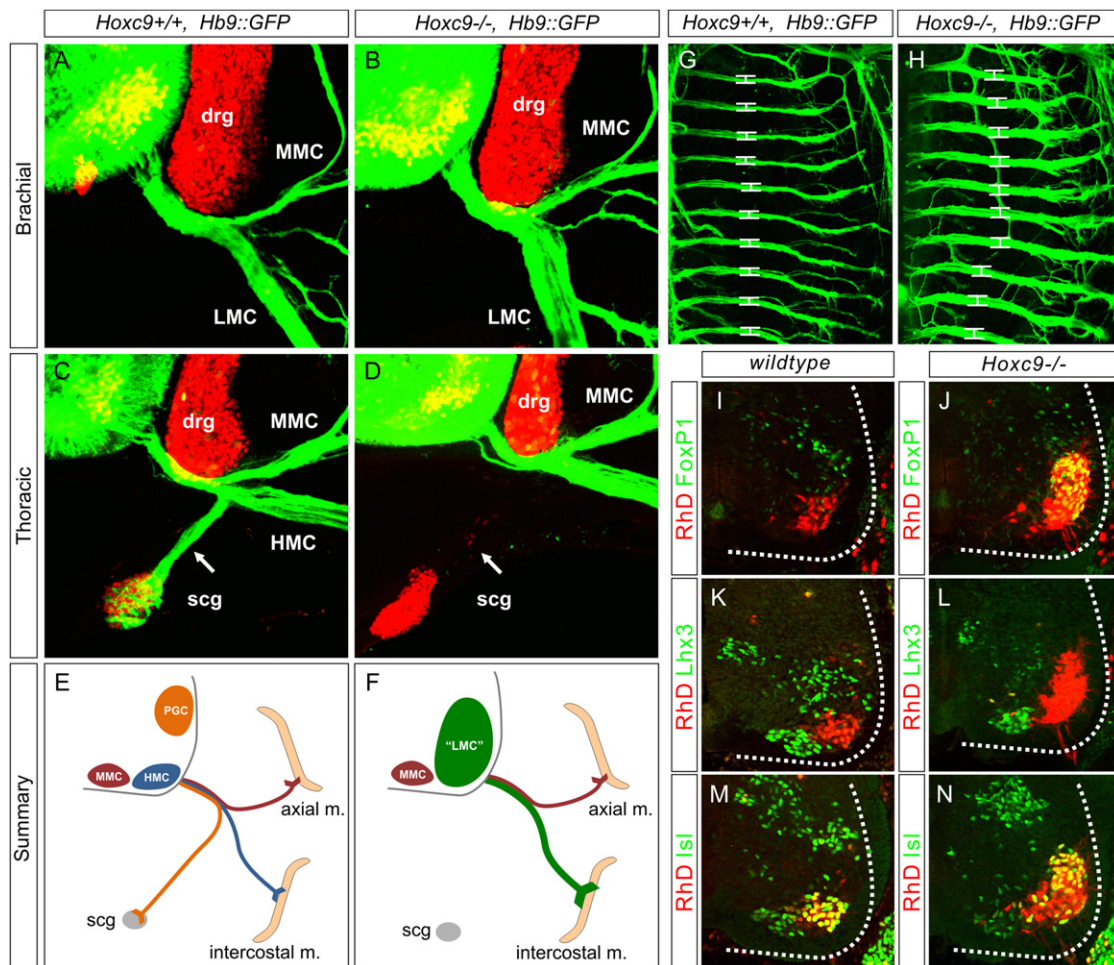 Hoxc9+/+, Hb9::GFP
Hoxc9-/-, Hb9::GFP
Hoxc9+/+, Hb9::GFP
Hoxc9-/-, Hb9::GFP
Brachial
A
drg
MMC
LMC
B
drg
MMC
LMC
G
H
Thoracic
C
drg
MMC
HMC
scg
D
drg
MMC
HMC
scg
wildtype
Hoxc9-/-
RhD FoxP1
I
RhD FoxP1
J
RhD Lhx3
K
RhD Lhx3
L
RhD Isl
M
RhD Isl
N
Summary
E
PGC
MMC
HMC
axial m.
scg
intercostal m.
F
"LMC"
MMC
axial m.
scg
intercostal m.